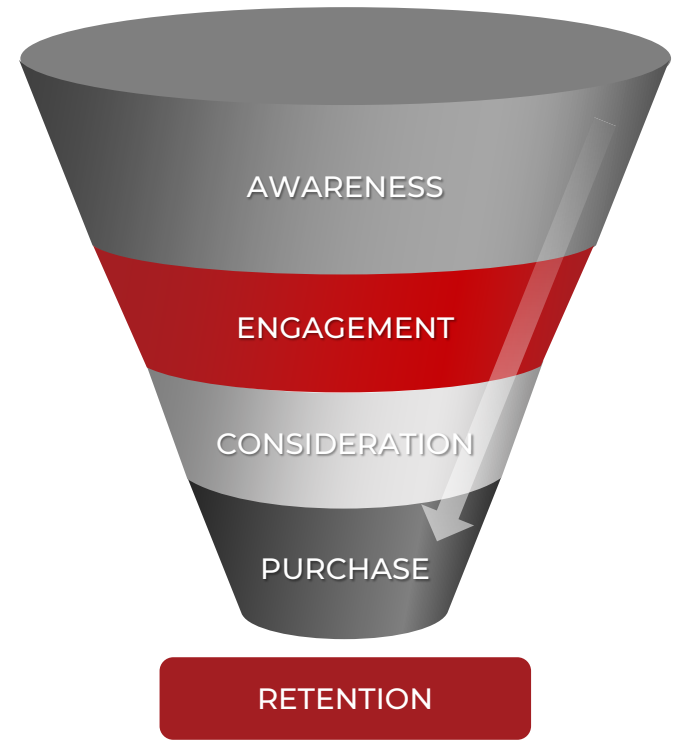 AWARENESS
ENGAGEMENT
CONSIDERATION
PURCHASE
RETENTION